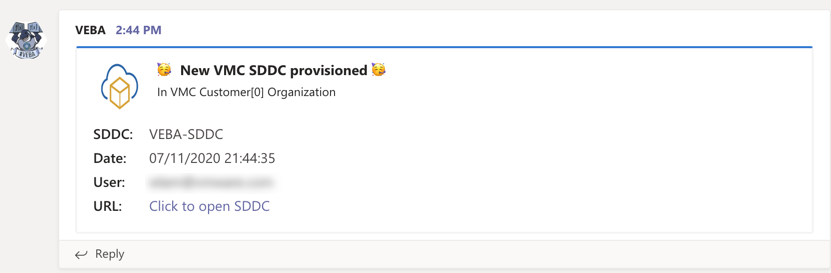 VEBA 2:44 PM
🥳 New VMC SDDC provisioned 🥳
In VMC Customer[0] Organization
SDDC: VEBA-SDDC
Date: 07/11/2020 21:44:35
User:
URL: Click to open SDDC
Reply